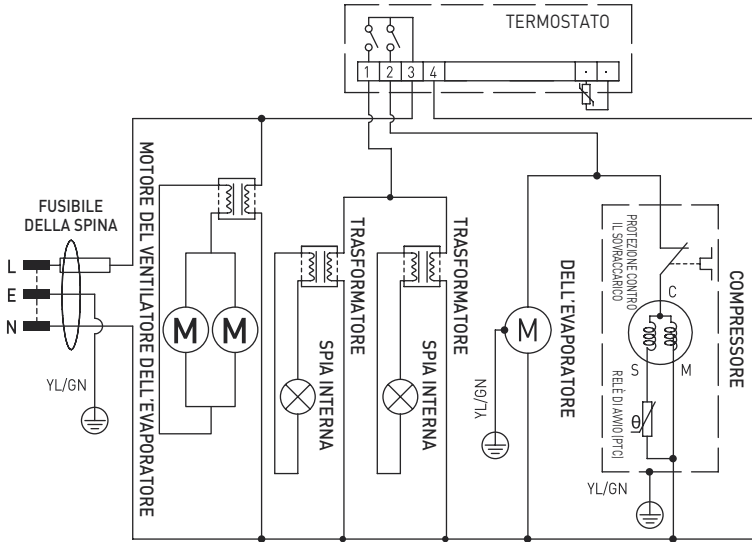 TERMOSTATO
1 2 3 4 · ·
MOTORE DEL VENTILATORE DELL'EVAPORATORE
FUSIBILE
DELLA SPINA
L
E
N
YL/GN
M M
TRASFORMATORE
SPIA INTERNA
TRASFORMATORE
SPIA INTERNA
M
YL/GN
DELL'EVAPORATORE
PROTEZIONE CONTRO
IL SOVRACCARICO
C
S M
RELÈ DI AVVIO (PTC)
θ
YL/GN
COMPRESSORE